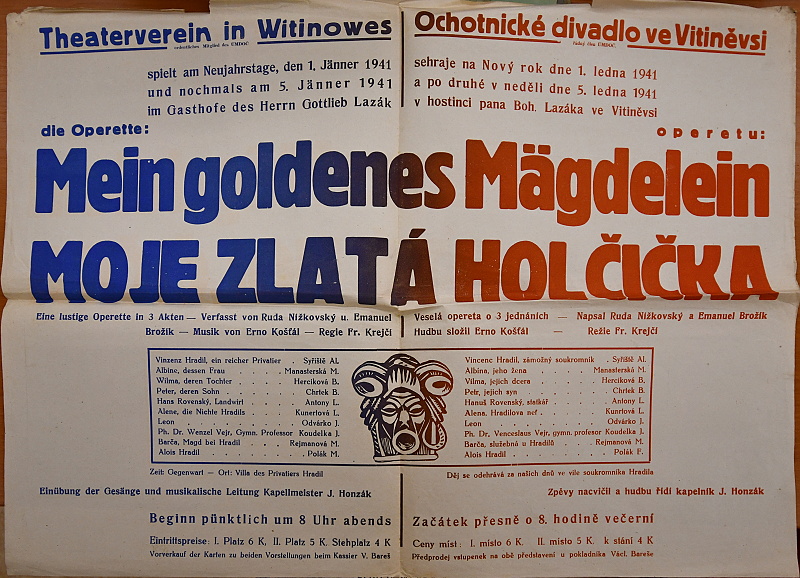 Theaterverein in Witinowes
ordentliches Mitglied des ÚMDOČ
spielt am Neujahrstage, den 1. Jänner 1941
und nochmals am 5. Jänner 1941
im Gasthofe des Herrn Gottlieb Lazák
die Operette:
Ochotnické divadlo ve Vitiněvsi
řádný člen ÚMDOČ
sehraje na Nový rok dne 1. ledna 1941
a po druhé v neděli dne 5. ledna 1941
v hostinci pana Boh. Lazáka ve Vitiněvsi
operetu:
Mein goldenes Mägdelein
MOJE ZLATÁ HOLČIČKA
Eine lustige Operette in 3 Akten — Verfasst von Ruda Nížkovský u. Emanuel
Brožík — Musik von Erno Košťál — Regie Fr. Krejčí
Vinzenz Hradil, ein reicher Privatier . Syřiště Al.
Albine, dessen Frau . . . . Manasterská M.
Wilma, deren Tochter . . . . Hercíková B.
Peter, deren Sohn . . . . . Chrtek B.
Hans Rovenský, Landwirt . . . Antony L.
Alene, die Nichte Hradils . . . Kunertová L.
Leon . . . . . . . Odvárko J.
Ph. Dr. Wenzel Vejr, Gymn. Professor Koudelka J.
Barča, Magd bei Hradil . . . Rejmanová M.
Alois Hradil . . . . . . Polák M.
Zeit: Gegenwart — Ort: Villa des Privatiers Hradil
Einübung der Gesänge und musikalische Leitung Kapellmeister J. Honzák
Beginn pünktlich um 8 Uhr abends
Eintrittspreise: I. Platz 6 K, II. Platz 5 K. Stehplatz 4 K
Vorverkauf der Karten zu beiden Vorstellungen beim Kassier V. Bareš
Veselá opereta o 3 jednáních — Napsal Ruda Nížkovský a Emanuel Brožík
Hudbu složil Erno Košťál — Režie Fr. Krejčí
Vincenc Hradil, zámožný soukromník . Syřiště Al.
Albina, jeho žena . . . . Manasterská M.
Vilma, jejich dcera . . . . Hercíková B.
Petr, jejich syn . . . . . Chrtek B.
Hanuš Rovenský, statkář . . . Antony L.
Alena, Hradilova neť . . . . Kunrtová L.
Leon . . . . . . . Odvárko J.
Ph. Dr. Venceslaus Vejr, gymn. profesor Koudelka J.
Barča, služebná u Hradilů . . . Rejmanová M.
Alois Hradil . . . . . . Polák F.
Děj se odehrává za našich dnů ve vile soukromníka Hradila
Zpěvy nacvičil a hudbu řídí kapelník J. Honzák
Začátek přesně o 8. hodině večerní
Ceny míst: I. místo 6 K. II. místo 5 K. k stání 4 K
Předprodej vstupenek na obě představení u pokladníka Václ. Bareše